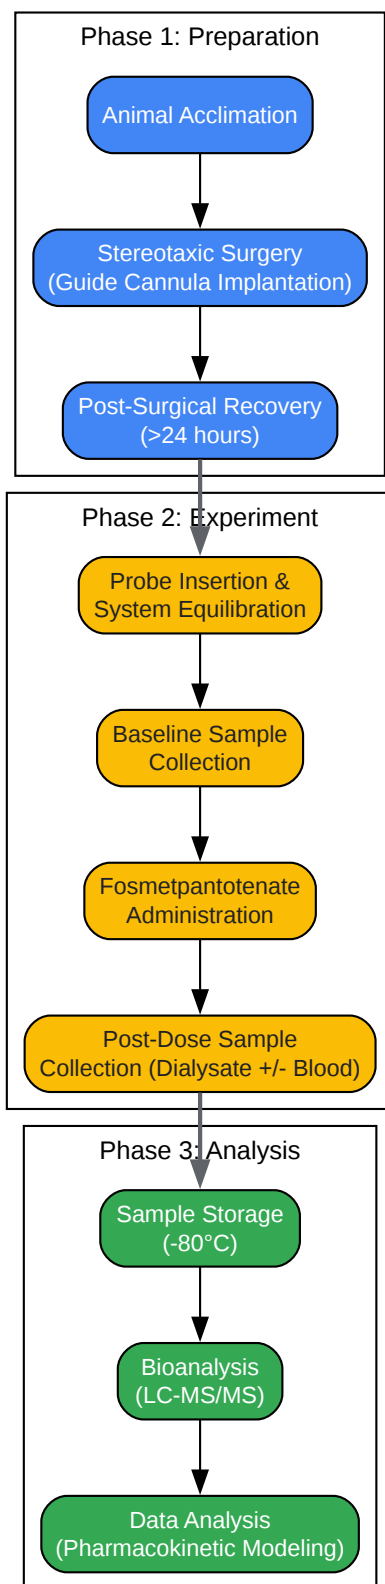 Phase 1: Preparation
Animal Acclimation
Stereotaxic Surgery
(Guide Cannula Implantation)
Post-Surgical Recovery
(>24 hours)
Phase 2: Experiment
Probe Insertion &
System Equilibration
Baseline Sample
Collection
Fosmetpantotenate
Administration
Post-Dose Sample
Collection (Dialysate +/- Blood)
Phase 3: Analysis
Sample Storage
(-80°C)
Bioanalysis
(LC-MS/MS)
Data Analysis
(Pharmacokinetic Modeling)